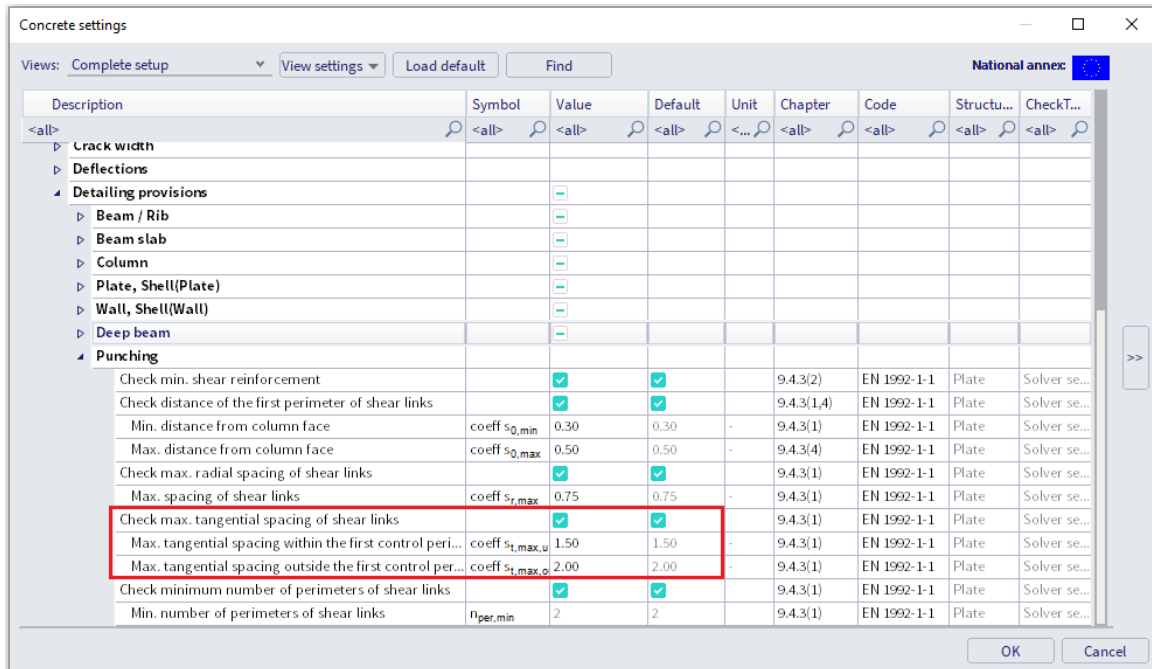 Concrete settings
Views: Complete setup View settings Load default Find National annex:
Description Symbol Value Default Unit Chapter Code Structu... CheckT...
<all> <all> <all> <all> <... <all> <all> <all> <all>
Crack width
Deflections
Detailing provisions
Beam / Rib
Beam slab
Column
Plate, Shell(Plate)
Wall, Shell(Wall)
Deep beam
>>
Punching
Check min. shear reinforcement 9.4.3(2) EN 1992-1-1 Plate Solver se...
Check distance of the first perimeter of shear links 9.4.3(1,4) EN 1992-1-1 Plate Solver se...
Min. distance from column face coeff s0,min 0.30 0.30 - 9.4.3(1) EN 1992-1-1 Plate Solver se...
Max. distance from column face coeff s0,max 0.50 0.50 - 9.4.3(4) EN 1992-1-1 Plate Solver se...
Check max. radial spacing of shear links 9.4.3(1) EN 1992-1-1 Plate Solver se...
Max. spacing of shear links coeff sr,max 0.75 0.75 - 9.4.3(1) EN 1992-1-1 Plate Solver se...
Check max. tangential spacing of shear links 9.4.3(1) EN 1992-1-1 Plate Solver se...
Max. tangential spacing within the first control peri... coeff st,max,u 1.50 1.50 - 9.4.3(1) EN 1992-1-1 Plate Solver se...
Max. tangential spacing outside the first control per... coeff st,max,o 2.00 2.00 - 9.4.3(1) EN 1992-1-1 Plate Solver se...
Check minimum number of perimeters of shear links 9.4.3(1) EN 1992-1-1 Plate Solver se...
Min. number of perimeters of shear links nper,min 2 2 9.4.3(1) EN 1992-1-1 Plate Solver se...
OK Cancel